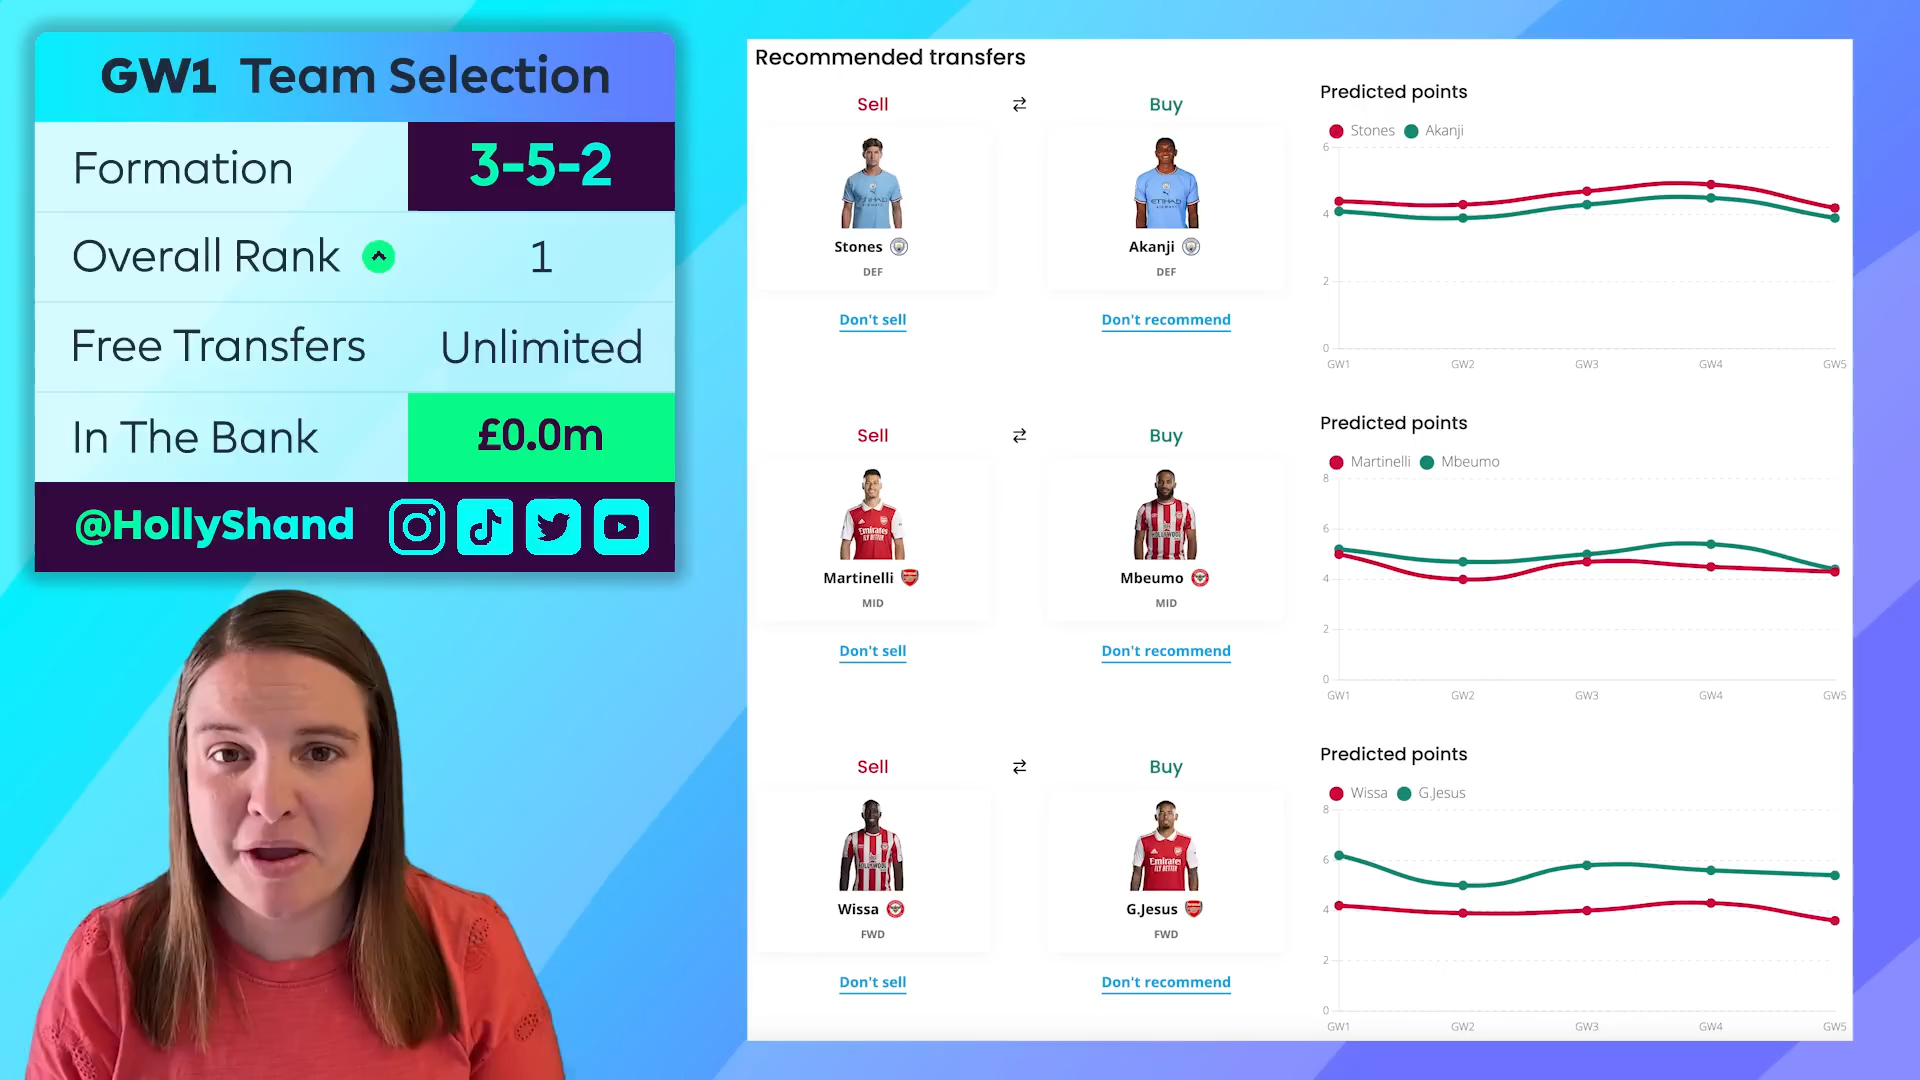 GW1 Team Selection
Formation 3-5-2
Overall Rank 1
Free Transfers Unlimited
In The Bank £0.0m
@HollyShand
Recommended transfers
Sell Buy
Stones DEF
Don't sell
Akanji DEF
Don't recommend
Predicted points
Stones Akanji
6
4
2
0
GW1 GW2 GW3 GW4 GW5
Sell Buy
Martinelli MID
Don't sell
Mbeumo MID
Don't recommend
Predicted points
Martinelli Mbeumo
8
6
4
2
0
GW1 GW2 GW3 GW4 GW5
Sell Buy
Wissa FWD
Don't sell
G.Jesus FWD
Don't recommend
Predicted points
Wissa G.Jesus
8
6
4
2
0
GW1 GW2 GW3 GW4 GW5